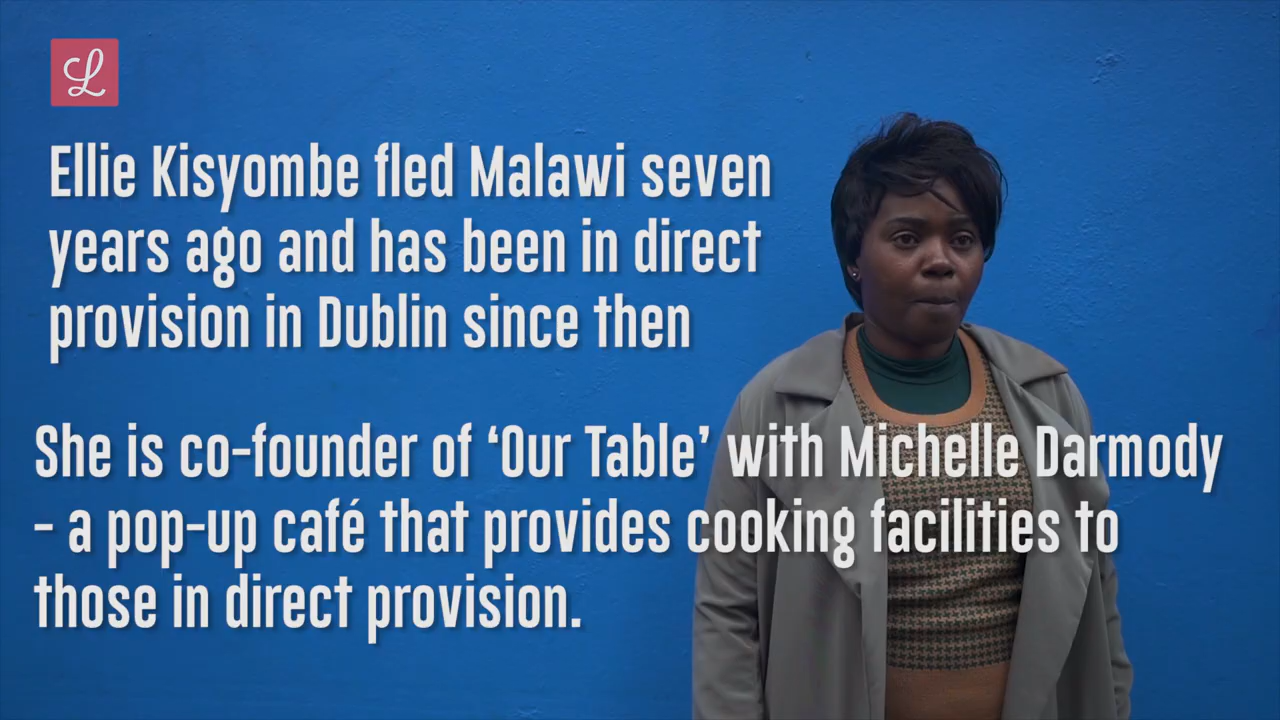 L
Ellie Kisyombe fled Malawi seven
years ago and has been in direct
provision in Dublin since then
She is co-founder of ‘Our Table’ with Michelle Darmody
- a pop-up café that provides cooking facilities to
those in direct provision.